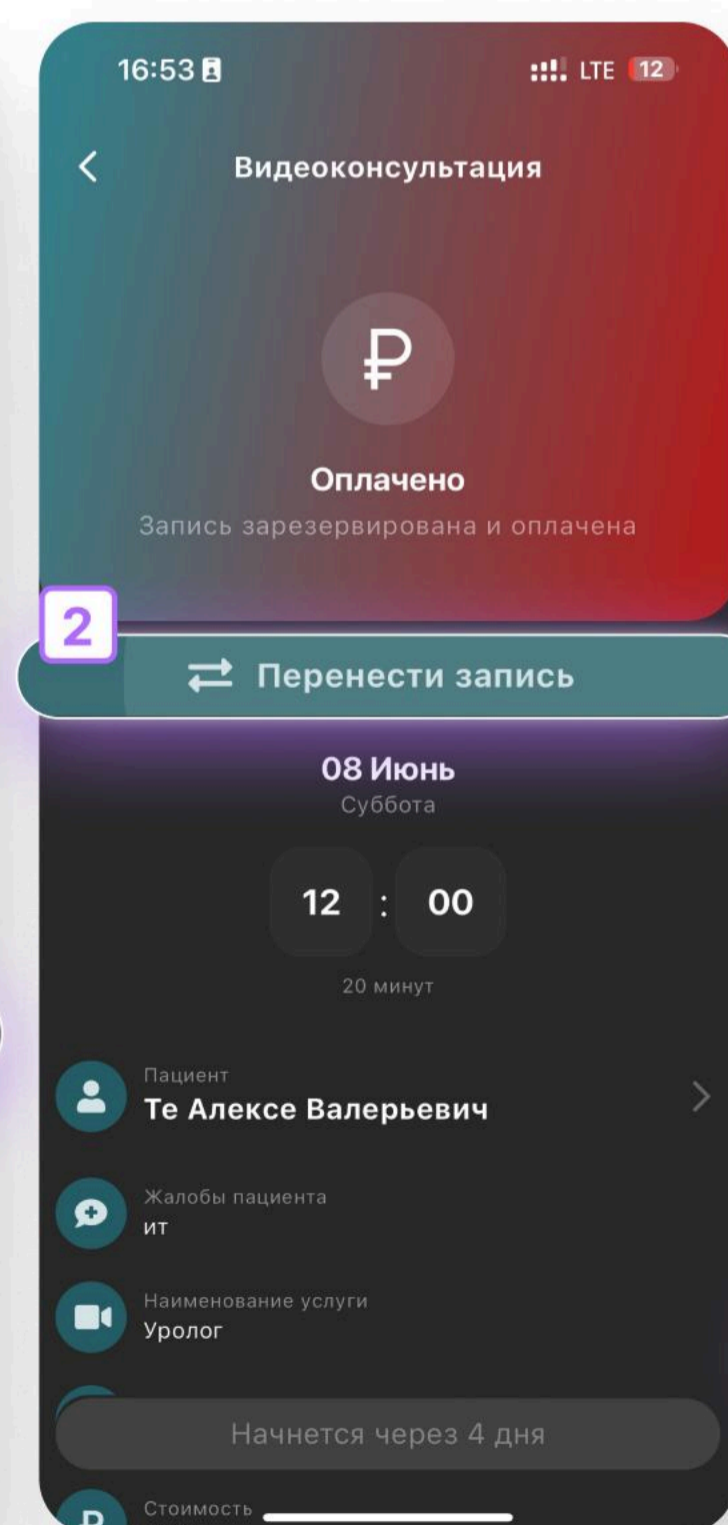 16:53 LTE 12
Видеоконсультация
₽
Оплачено
Запись зарезервирована и оплачена
2
Перенести запись
08 Июнь
Суббота
12 : 00
20 минут
Пациент
Те Алексе Валерьевич
Жалобы пациента
ит
Наименование услуги
Уролог
Начнется через 4 дня
Стоимость
₽